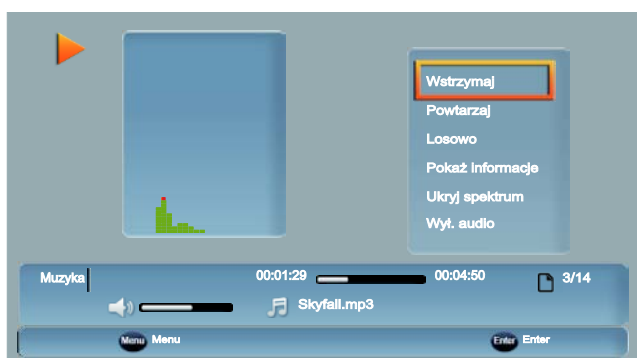 Wstrzymaj
Powtarzaj
Losowo
Pokaż informacje
Ukryj spektrum
Wył. audio
Muzyka 00:01:29 00:04:50 3/14
Skyfall.mp3
Menu Menu Enter Enter